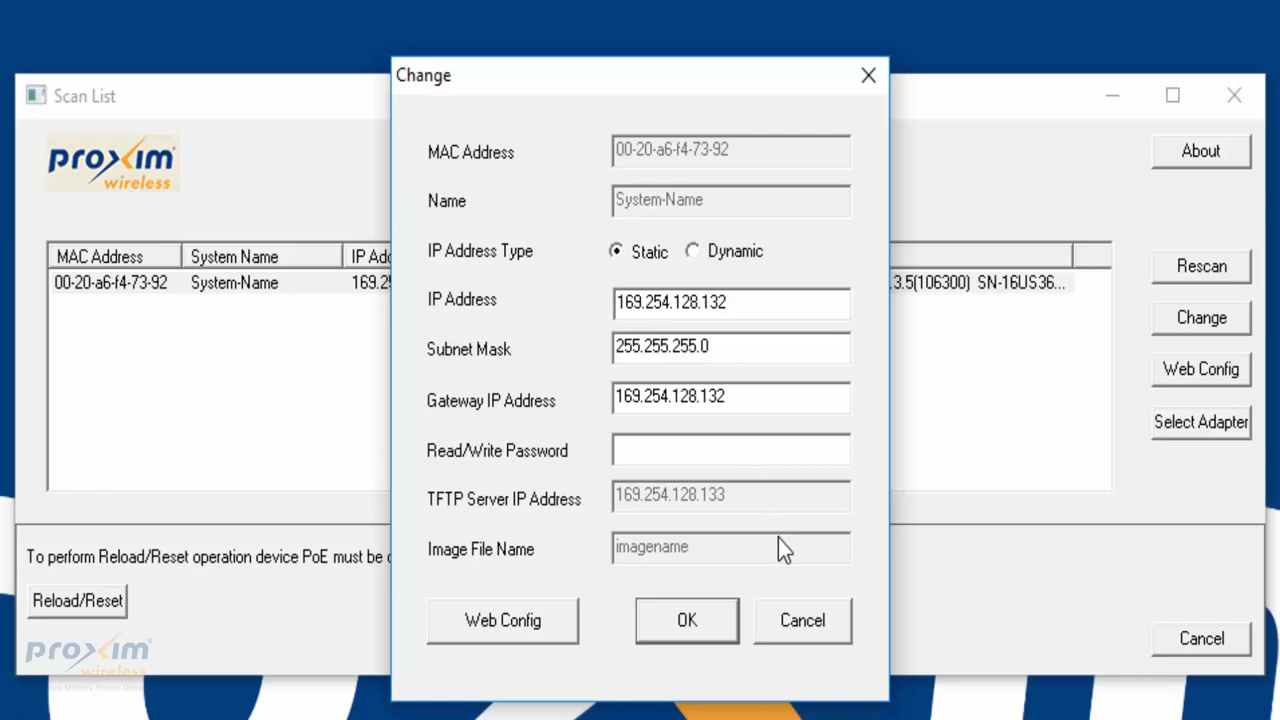 Change
Scan List
proxim
wireless
About
MAC Address 00-20-a6-f4-73-92
Name System-Name
IP Address Type Static Dynamic
MAC Address System Name IP Ad
Rescan
00-20-a6-f4-73-92 System-Name 169.2 .3.5(106300) SN-16US36...
IP Address 169.254.128.132
Change
Subnet Mask 255.255.255.0
Web Config
Gateway IP Address 169.254.128.132
Select Adapter
Read/Write Password
TFTP Server IP Address 169.254.128.133
Image File Name imagename
To perform Reload/Reset operation device PoE must be
Reload/Reset
Web Config OK Cancel
Cancel
proxim
wireless